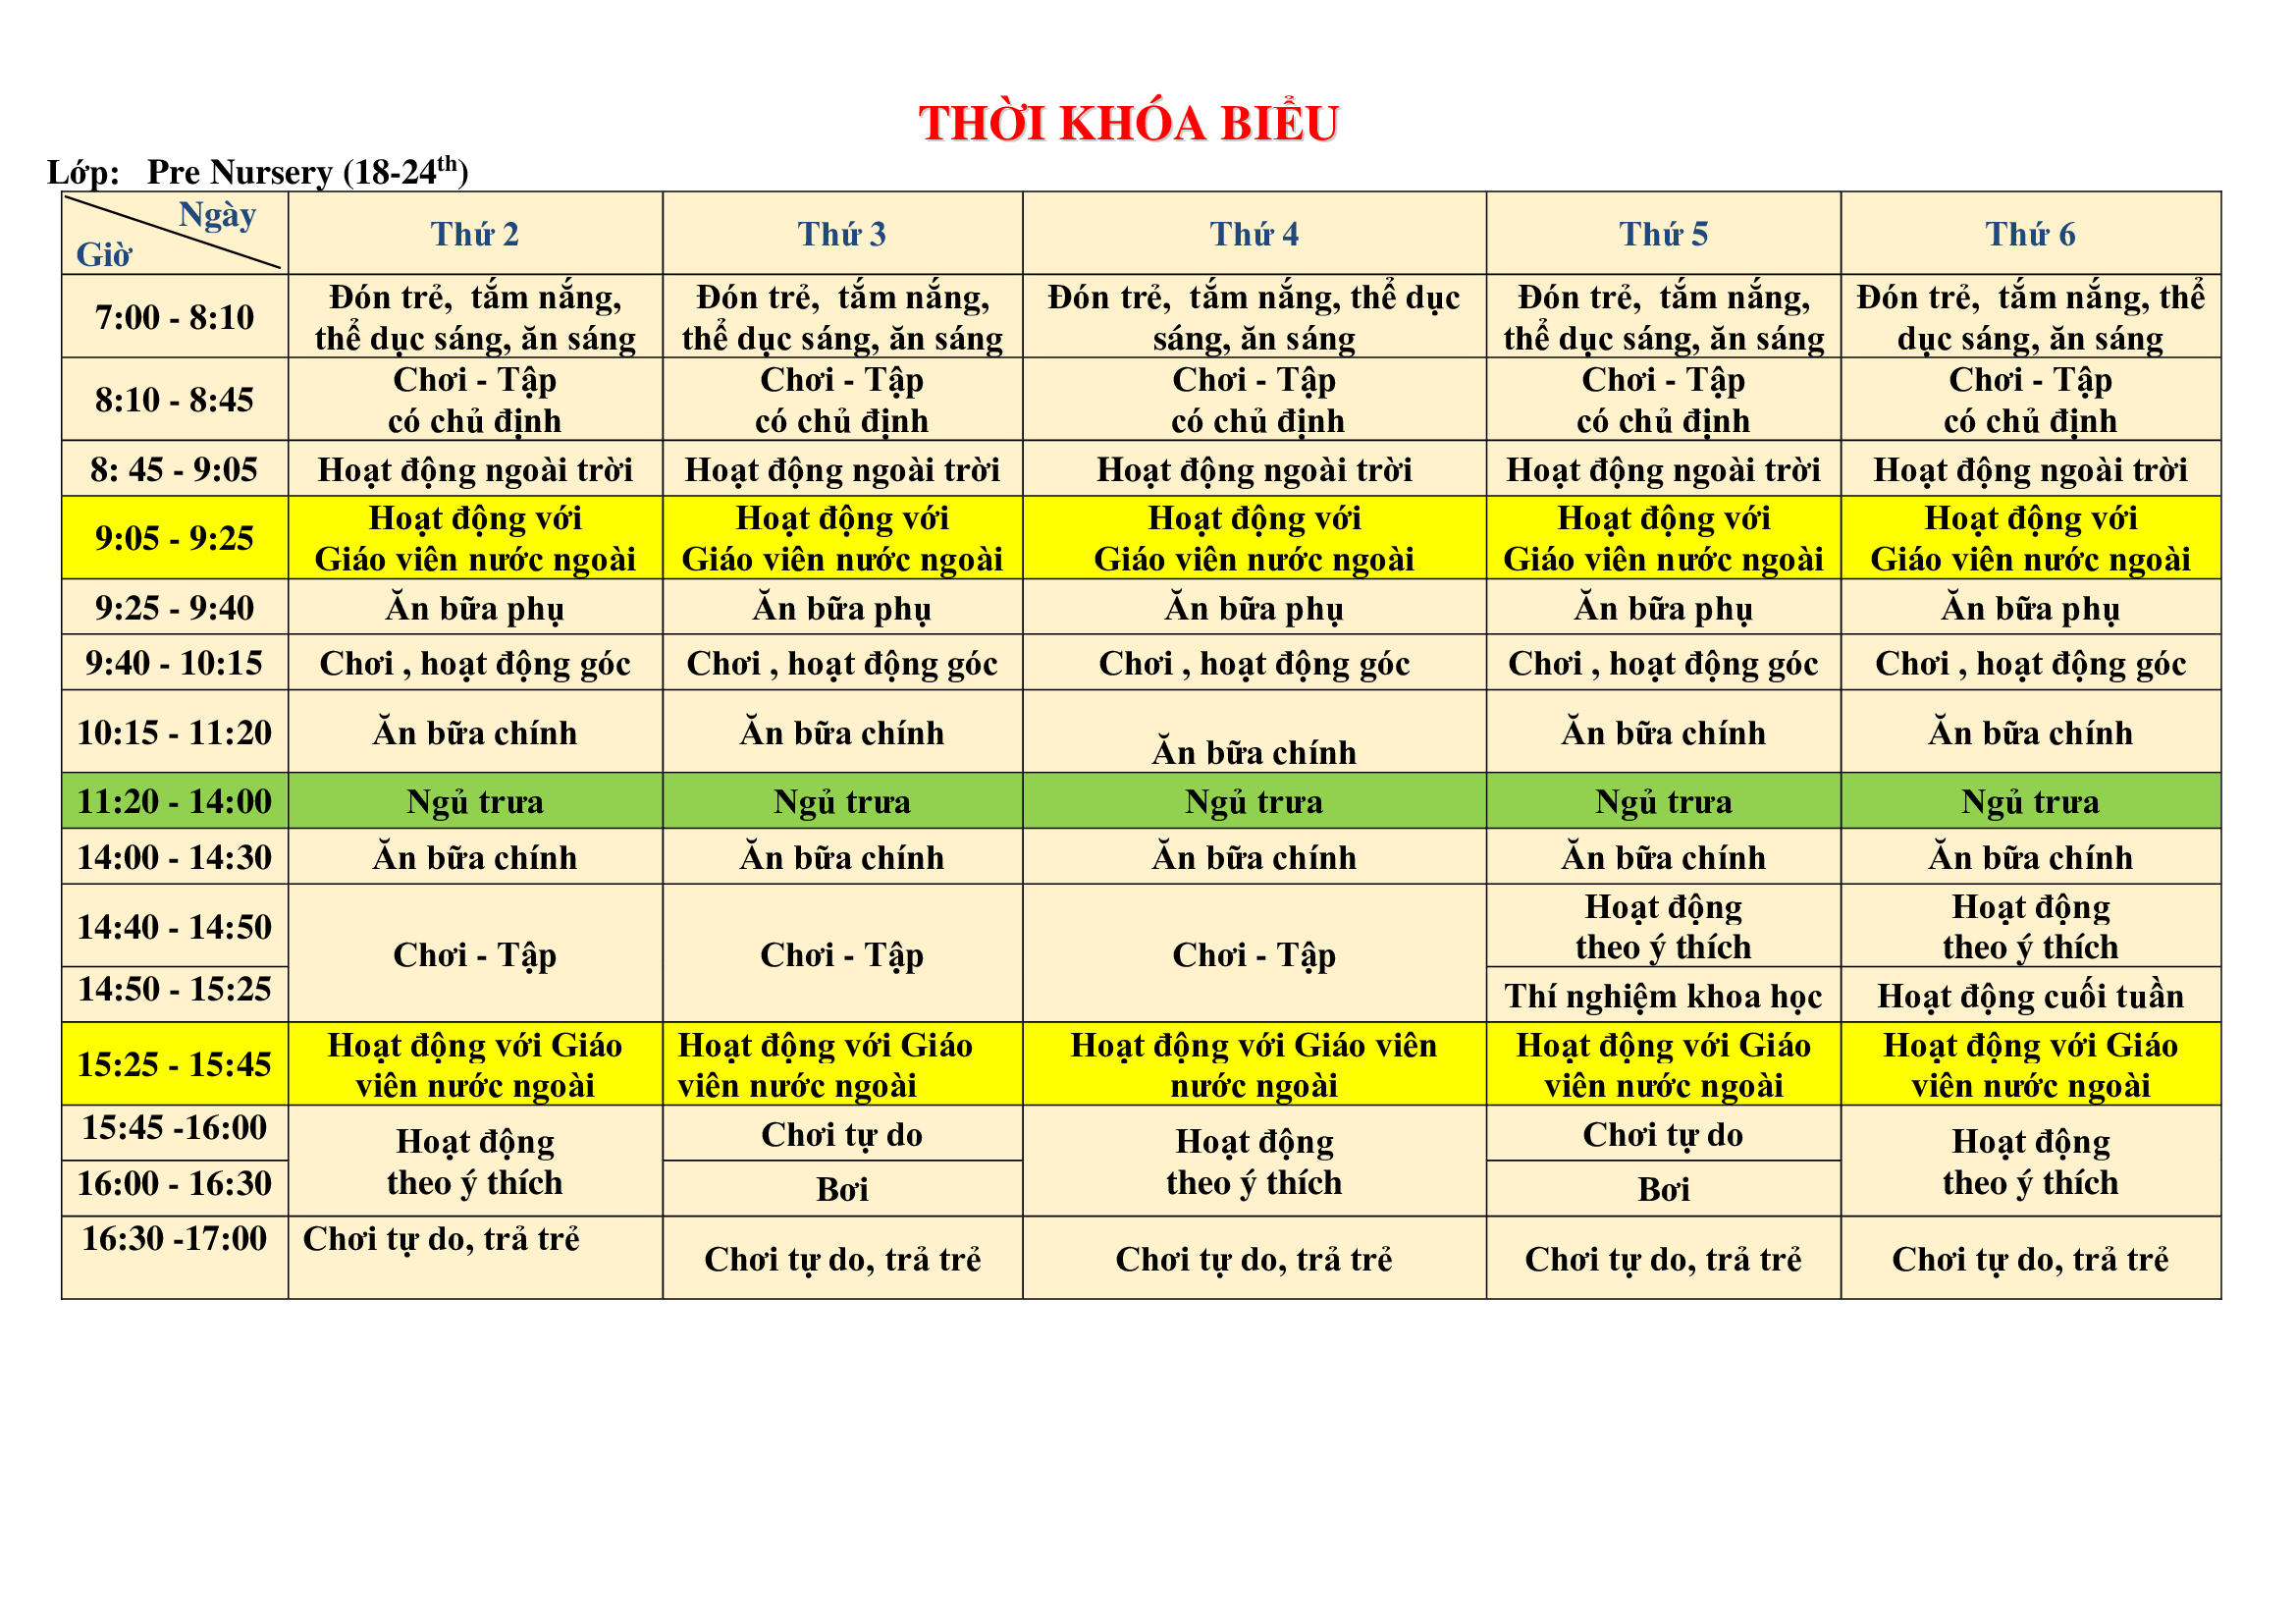 THỜI KHÓA BIỂU
Lớp: Pre Nursery (18-24th)
Ngày
Giờ
Thứ 2 Thứ 3 Thứ 4 Thứ 5 Thứ 6
7:00 - 8:10
Đón trẻ, tắm nắng,
thể dục sáng, ăn sáng
Đón trẻ, tắm nắng,
thể dục sáng, ăn sáng
Đón trẻ, tắm nắng, thể dục
sáng, ăn sáng
Đón trẻ, tắm nắng,
thể dục sáng, ăn sáng
Đón trẻ, tắm nắng, thể
dục sáng, ăn sáng
8:10 - 8:45
Chơi - Tập
có chủ định
Chơi - Tập
có chủ định
Chơi - Tập
có chủ định
Chơi - Tập
có chủ định
Chơi - Tập
có chủ định
8: 45 - 9:05 Hoạt động ngoài trời Hoạt động ngoài trời Hoạt động ngoài trời Hoạt động ngoài trời Hoạt động ngoài trời
9:05 - 9:25
Hoạt động với
Giáo viên nước ngoài
Hoạt động với
Giáo viên nước ngoài
Hoạt động với
Giáo viên nước ngoài
Hoạt động với
Giáo viên nước ngoài
Hoạt động với
Giáo viên nước ngoài
9:25 - 9:40 Ăn bữa phụ Ăn bữa phụ Ăn bữa phụ Ăn bữa phụ Ăn bữa phụ
9:40 - 10:15 Chơi , hoạt động góc Chơi , hoạt động góc Chơi , hoạt động góc Chơi , hoạt động góc Chơi , hoạt động góc
10:15 - 11:20 Ăn bữa chính Ăn bữa chính Ăn bữa chính Ăn bữa chính Ăn bữa chính
11:20 - 14:00 Ngủ trưa Ngủ trưa Ngủ trưa Ngủ trưa Ngủ trưa
14:00 - 14:30 Ăn bữa chính Ăn bữa chính Ăn bữa chính Ăn bữa chính Ăn bữa chính
14:40 - 14:50
Chơi - Tập
Chơi - Tập
Chơi - Tập
Hoạt động
theo ý thích
Hoạt động
theo ý thích
14:50 - 15:25
Thí nghiệm khoa học
Hoạt động cuối tuần
15:25 - 15:45
Hoạt động với Giáo
viên nước ngoài
Hoạt động với Giáo
viên nước ngoài
Hoạt động với Giáo viên
nước ngoài
Hoạt động với Giáo
viên nước ngoài
Hoạt động với Giáo
viên nước ngoài
15:45 -16:00
Hoạt động
theo ý thích
Chơi tự do
Hoạt động
theo ý thích
Chơi tự do
Hoạt động
theo ý thích
16:00 - 16:30
Bơi
Bơi
16:30 -17:00 Chơi tự do, trả trẻ Chơi tự do, trả trẻ Chơi tự do, trả trẻ Chơi tự do, trả trẻ Chơi tự do, trả trẻ